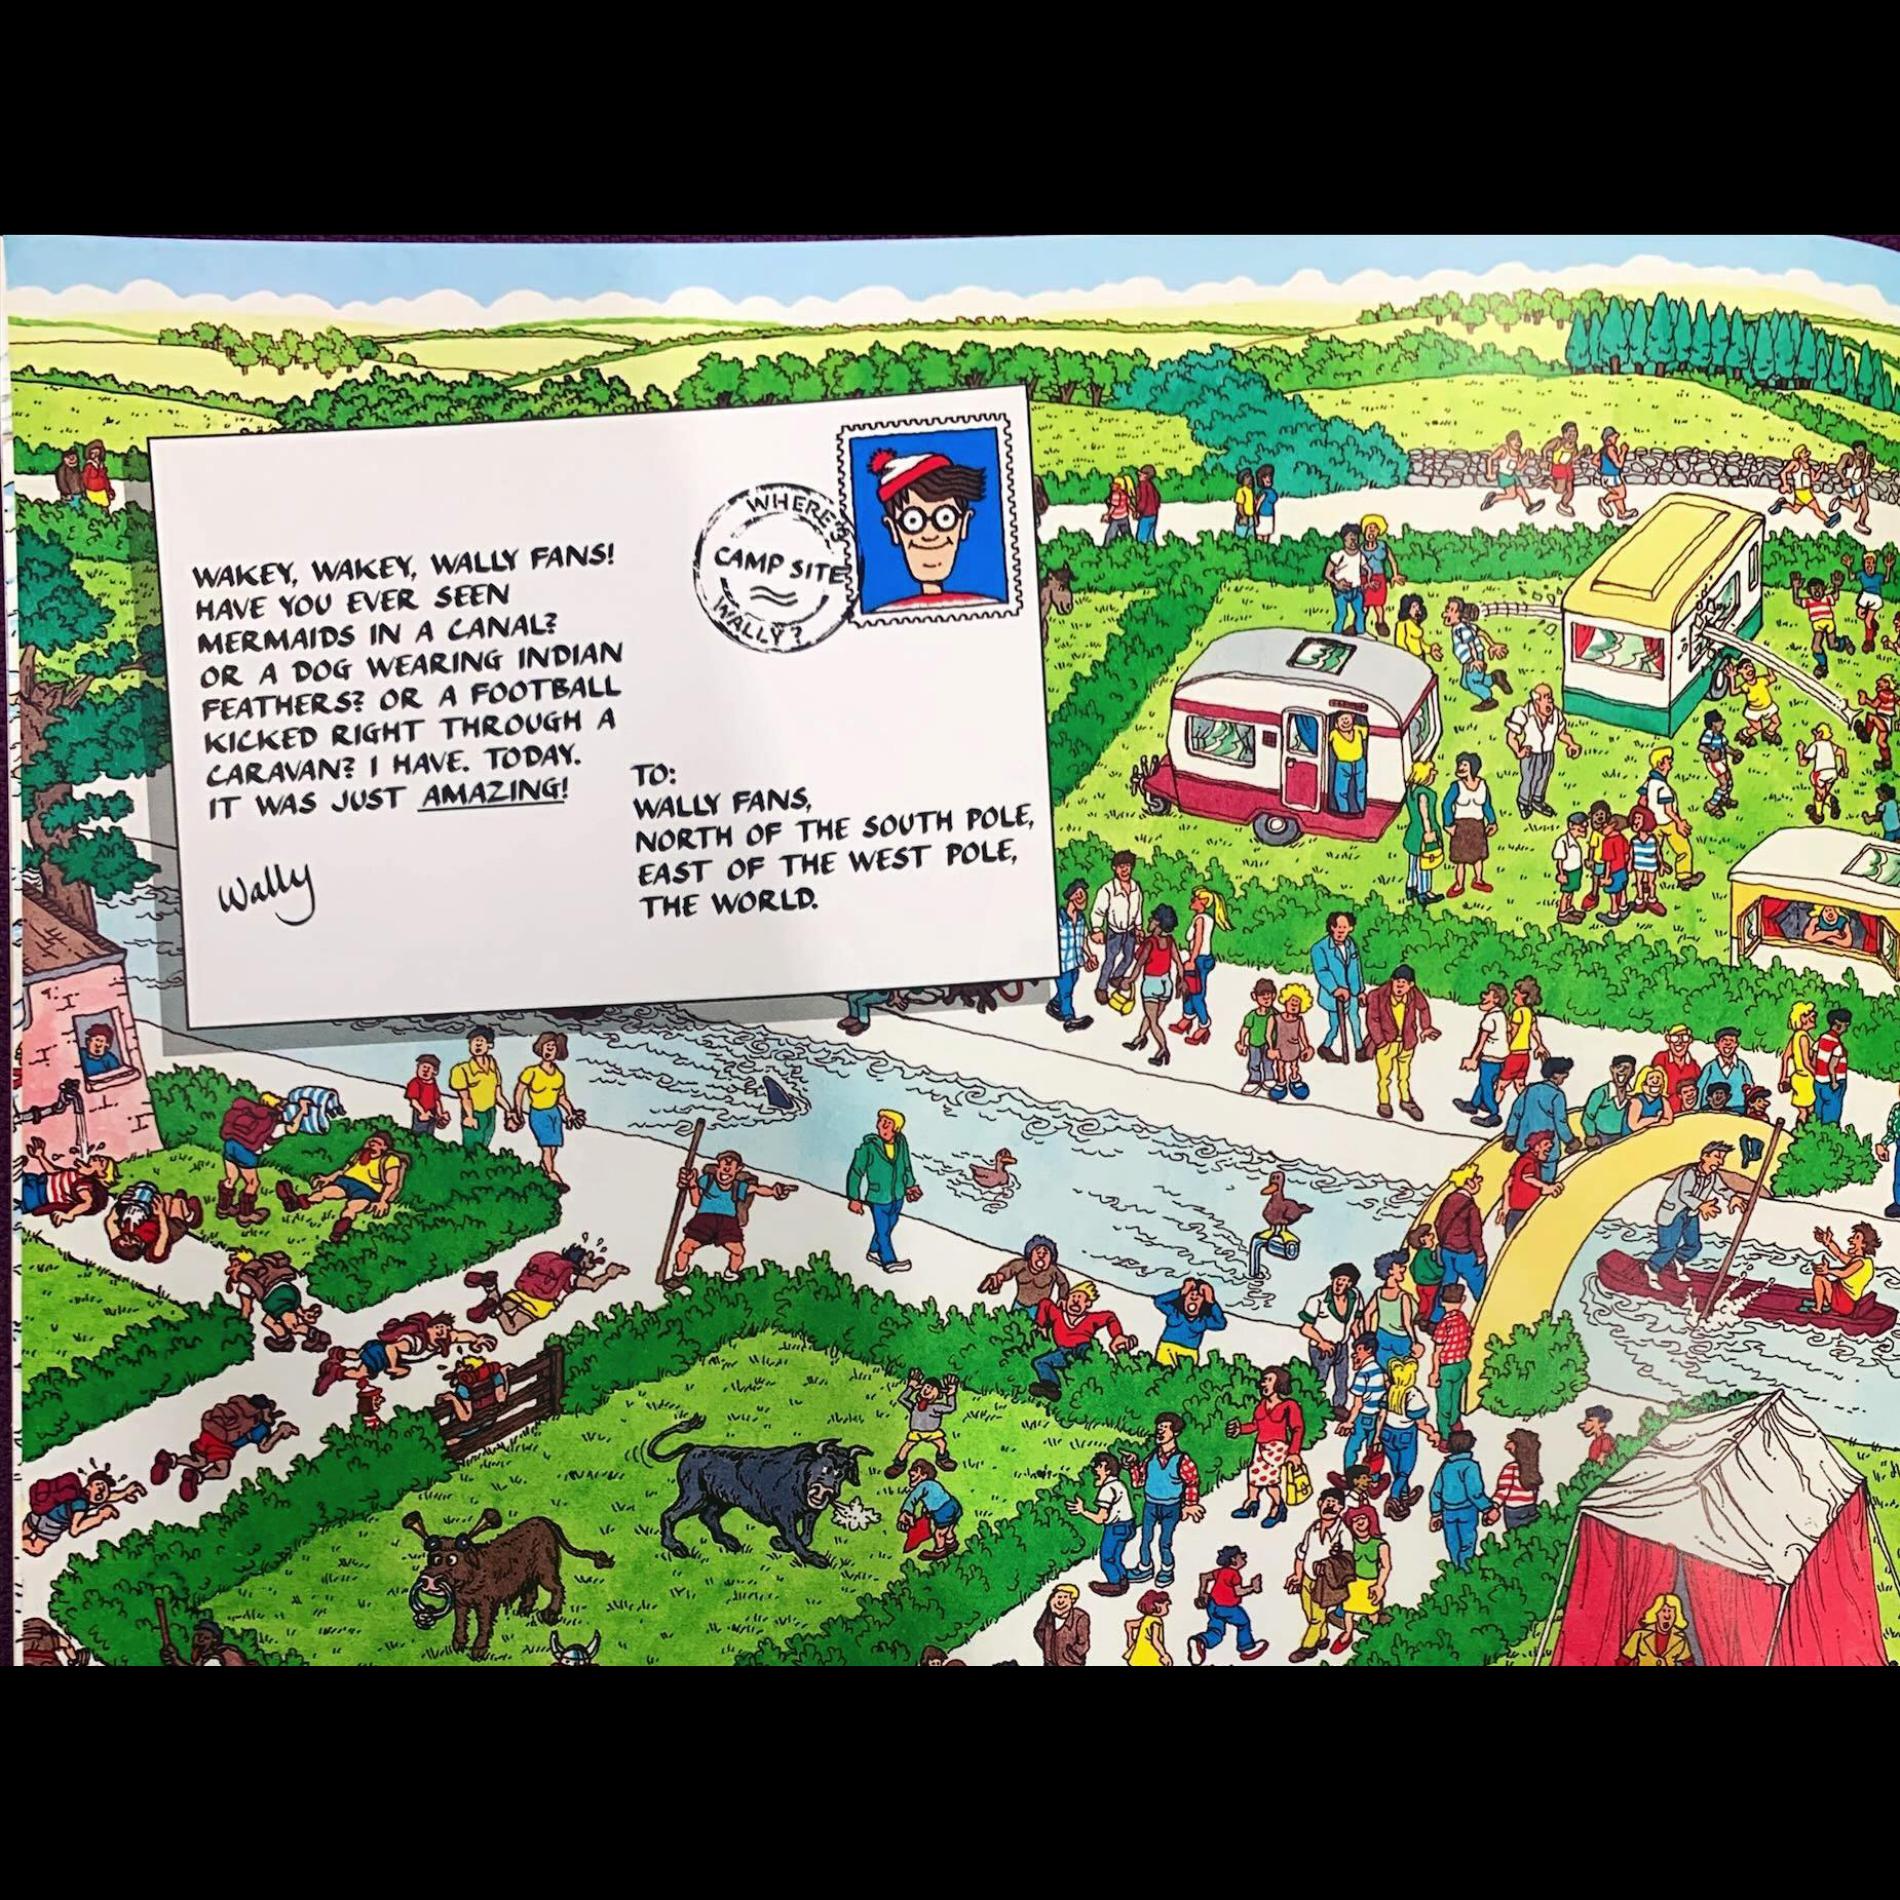 WAKEY, WAKEY, WALLY FANS!
HAVE YOU EVER SEEN
MERMAIDS IN A CANAL?
OR A DOG WEARING INDIAN
FEATHERS? OR A FOOTBALL
KICKED RIGHT THROUGH A
CARAVAN? I HAVE. TODAY.
IT WAS JUST AMAZING!
Wally
WHERE'S
CAMP SITE
WALLY?
TO:
WALLY FANS,
NORTH OF THE SOUTH POLE,
EAST OF THE WEST POLE,
THE WORLD.